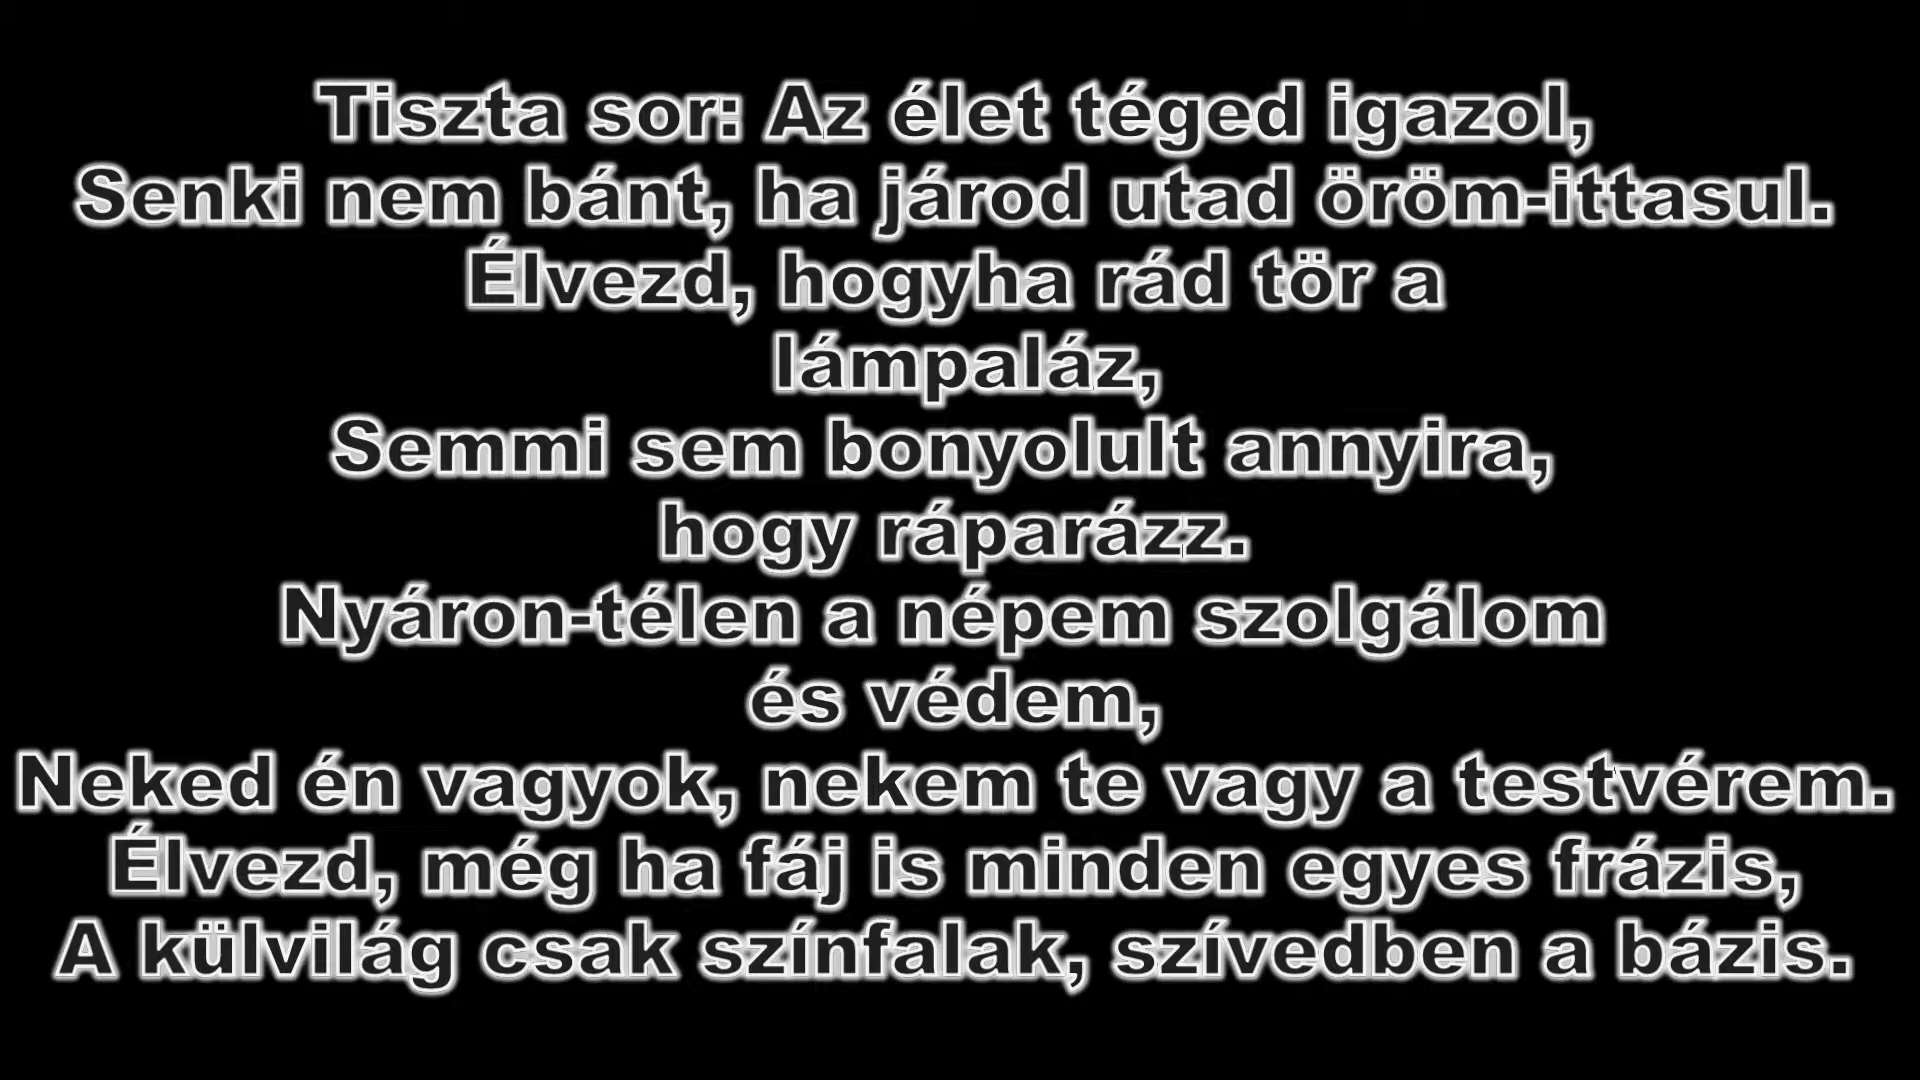 Tiszta sor: Az élet téged igazol,
Senki nem bánt, ha járod utad öröm-ittasul.
Élvezd, hogyha rád tör a
lámpaláz,
Semmi sem bonyolult annyira,
hogy ráparázz.
Nyáron-télen a népem szolgálom
és védem,
Neked én vagyok, nekem te vagy a testvérem.
Élvezd, még ha fáj is minden egyes frázis,
A külvilág csak színfalak, szívedben a bázis.